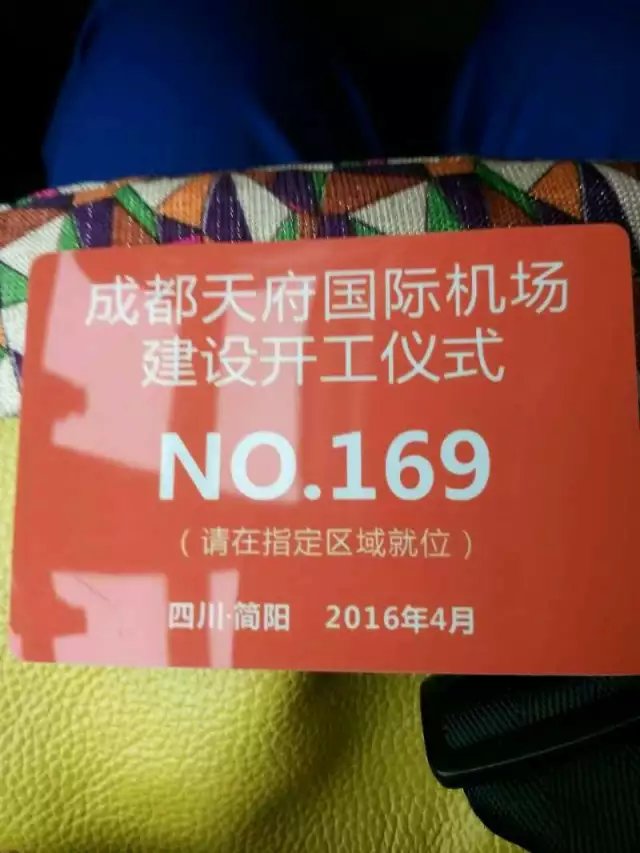 成都天府国际机场
建设开工仪式
NO.169
（请在指定区域就位）
四川·简阳 2016年4月